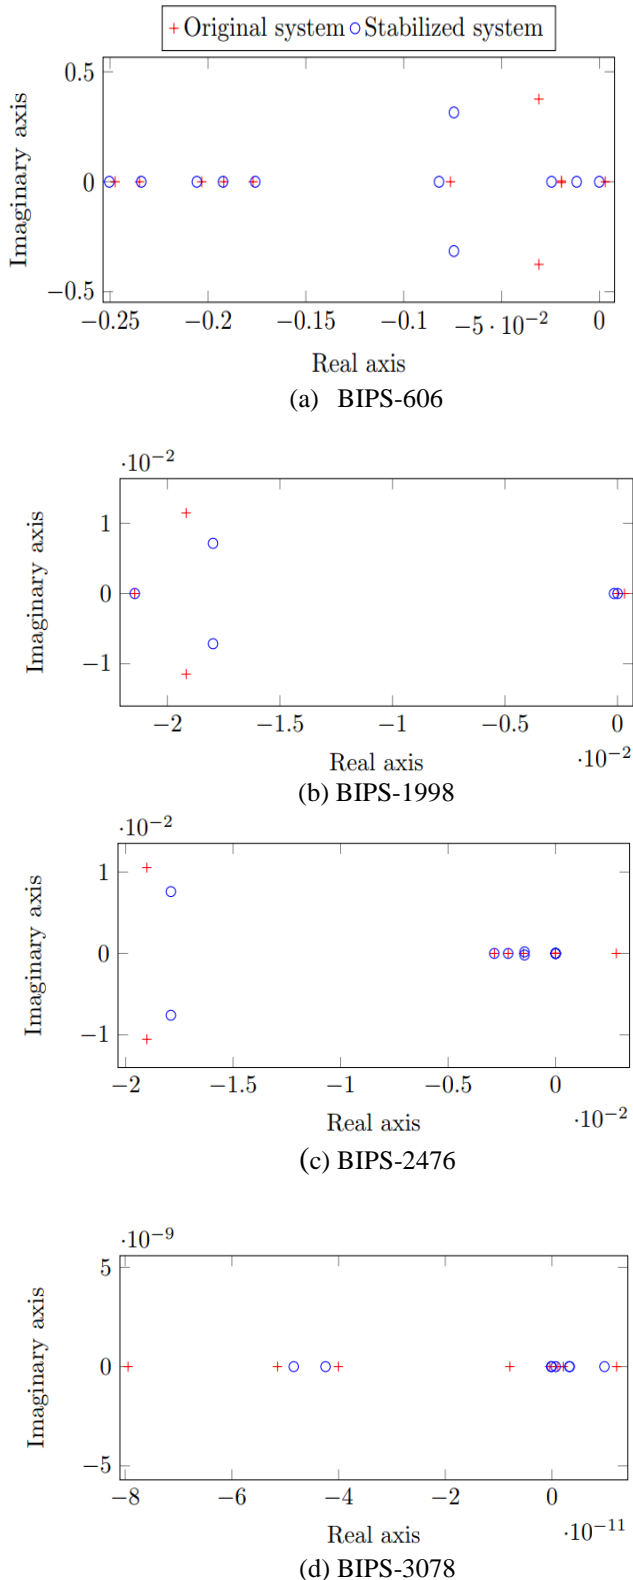 Original system Stabilized system
0.5
0
−0.5
Imaginary axis
−0.25 −0.2 −0.15 −0.1 −5 · 10−2 0
Real axis
(a) BIPS-606
·10−2
1
0
−1
Imaginary axis
−2 −1.5 −1 −0.5 0
·10−2
Real axis
(b) BIPS-1998
·10−2
1
0
−1
Imaginary axis
−2 −1.5 −1 −0.5 0
·10−2
Real axis
(c) BIPS-2476
·10−9
5
0
−5
Imaginary axis
−8 −6 −4 −2 0
·10−11
Real axis
(d) BIPS-3078